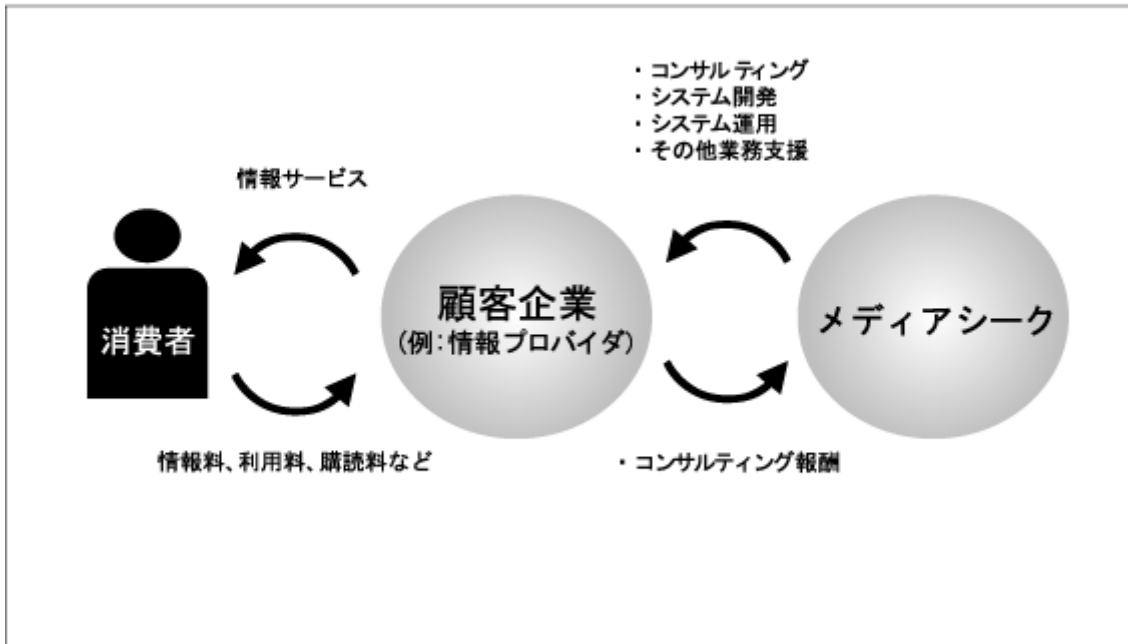 ・コンサルティング
・システム開発
・システム運用
・その他業務支援
情報サービス
消費者
顧客企業
(例:情報プロバイダ)
メディアシーク
情報料、利用料、購読料など
・コンサルティング報酬